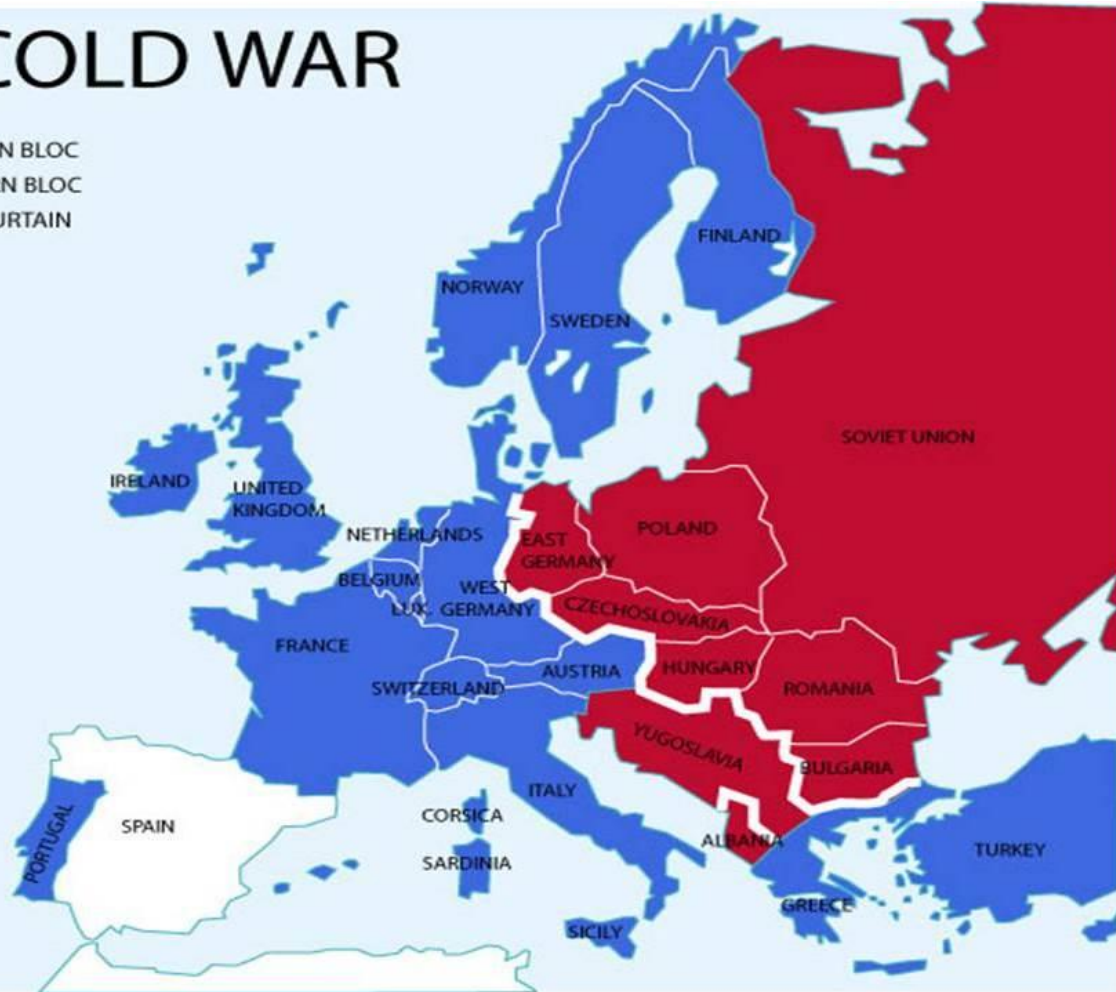 COLD WAR
N BLOC
N BLOC
URTAIN
FINLAND
NORWAY
SWEDEN
SOVIET UNION
IRELAND
UNITED
KINGDOM
NETHERLANDS
POLAND
EAST
GERMANY
BELGIUM
WEST
LUX. GERMANY
CZECHOSLOVAKIA
FRANCE
AUSTRIA
HUNGARY
SWITZERLAND
ROMANIA
YUGOSLAVIA
BULGARIA
ITALY
CORSICA
SPAIN
PORTUGAL
ALBANIA
TURKEY
SARDINIA
GREECE
SICILY